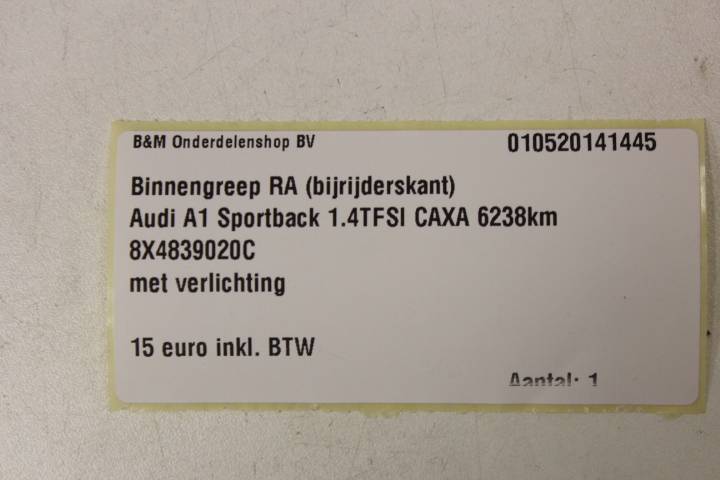 B&M Onderdelenshop BV 010520141445
Binnengreep RA (bijrijderskant)
Audi A1 Sportback 1.4TFSI CAXA 6238km
8X4839020C
met verlichting
15 euro inkl. BTW
Aantal: 1